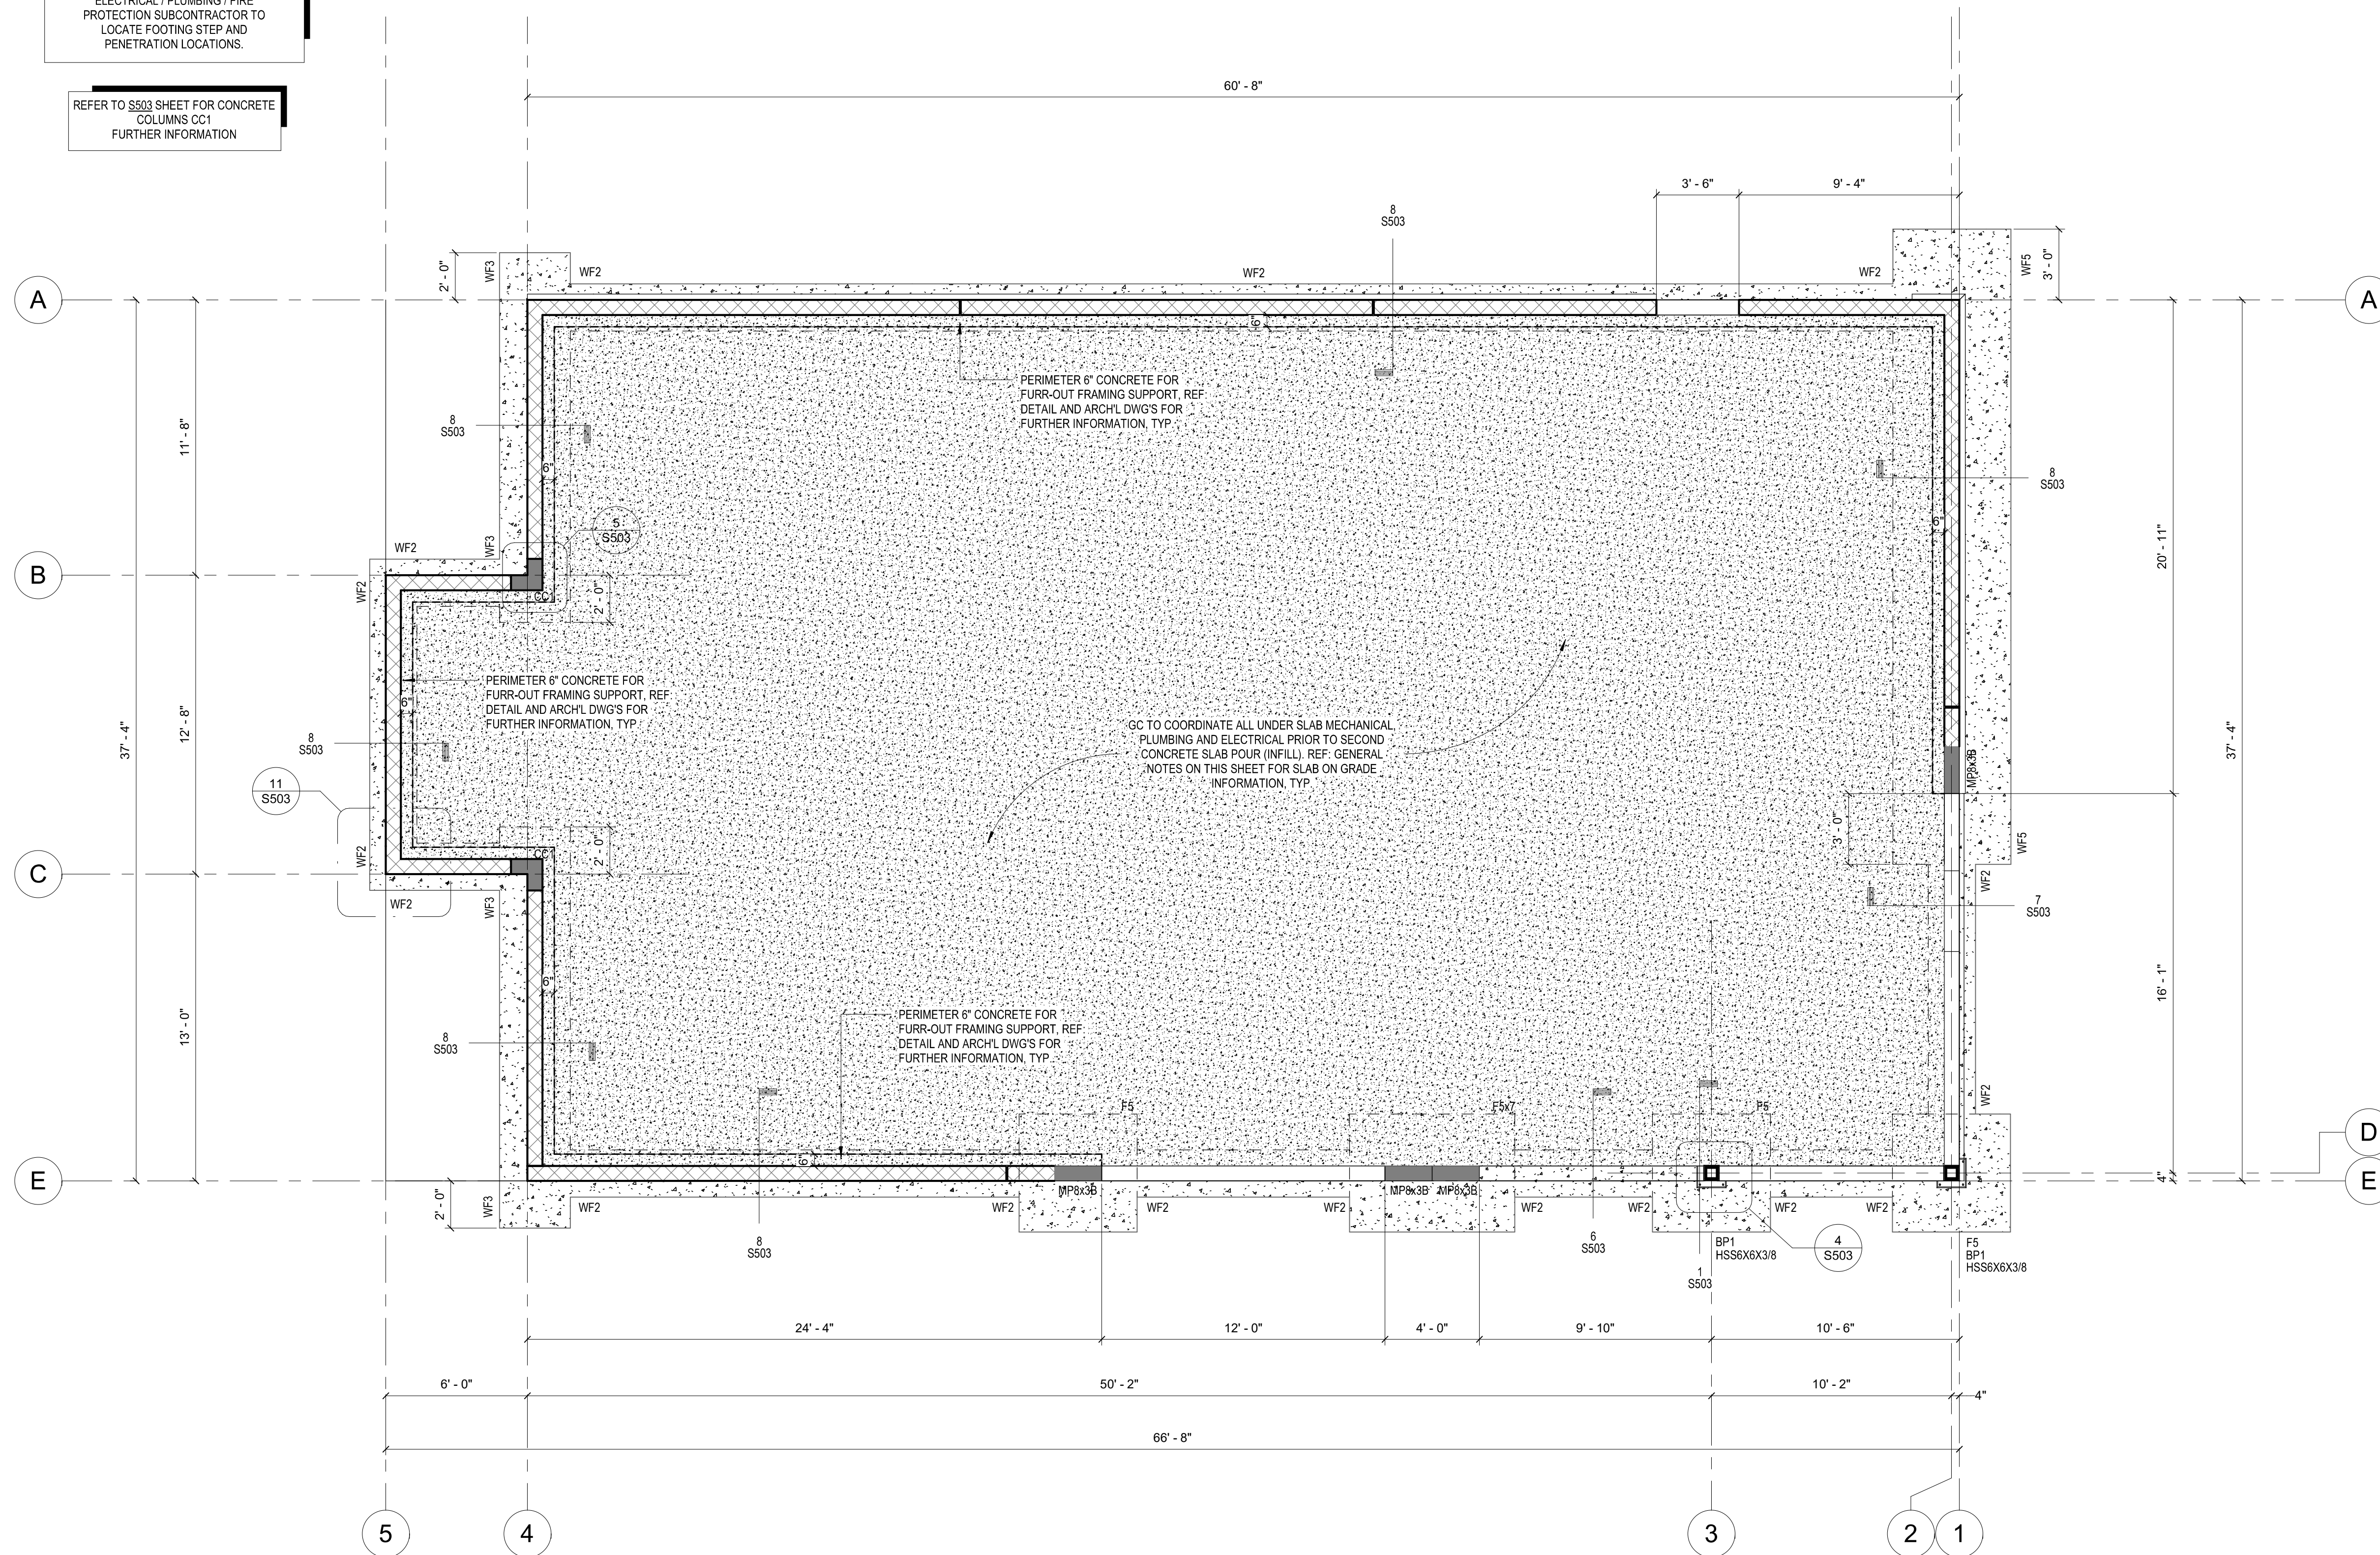 ELECTRICAL / PLUMBING / FIRE
PROTECTION SUBCONTRACTOR TO
LOCATE FOOTING STEP AND
PENETRATION LOCATIONS.
REFER TO S503 SHEET FOR CONCRETE
COLUMNS CC1
FURTHER INFORMATION
60' - 8"
3' - 6"
9' - 4"
8
S503
2' - 0"
WF3
WF2
WF2
WF2
WF5
3' - 0"
A
A
6"
PERIMETER 6" CONCRETE FOR
FURR-OUT FRAMING SUPPORT, REF
DETAIL AND ARCH'L DWG'S FOR
FURTHER INFORMATION, TYP
11' - 8"
8
S503
6"
8
S503
6"
20' - 11"
5
S503
WF2
WF3
B
WF2
CC1
2' - 0"
PERIMETER 6" CONCRETE FOR
FURR-OUT FRAMING SUPPORT, REF
DETAIL AND ARCH'L DWG'S FOR
FURTHER INFORMATION, TYP
6"
37' - 4"
12' - 8"
8
S503
11
S503
GC TO COORDINATE ALL UNDER SLAB MECHANICAL,
PLUMBING AND ELECTRICAL PRIOR TO SECOND
CONCRETE SLAB POUR (INFILL). REF: GENERAL
NOTES ON THIS SHEET FOR SLAB ON GRADE
INFORMATION, TYP
MP8x3B
37' - 4"
3' - 0"
WF5
2' - 0"
WF2
CC
C
WF2
WF3
WF2
7
S503
6"
16' - 1"
13' - 0"
PERIMETER 6" CONCRETE FOR
FURR-OUT FRAMING SUPPORT, REF
DETAIL AND ARCH'L DWG'S FOR
FURTHER INFORMATION, TYP
8
S503
WF2
F5
F5x7
F5
D
6"
E
4"
E
MP8x3B
MP8x3B
MP8x3B
2' - 0"
WF3
WF2
WF2
WF2
WF2
WF2
WF2
WF2
WF2
8
S503
6
S503
1
S503
BP1
HSS6X6X3/8
4
S503
F5
BP1
HSS6X6X3/8
24' - 4"
12' - 0"
4' - 0"
9' - 10"
10' - 6"
6' - 0"
50' - 2"
10' - 2"
4"
66' - 8"
5
4
3
2
1